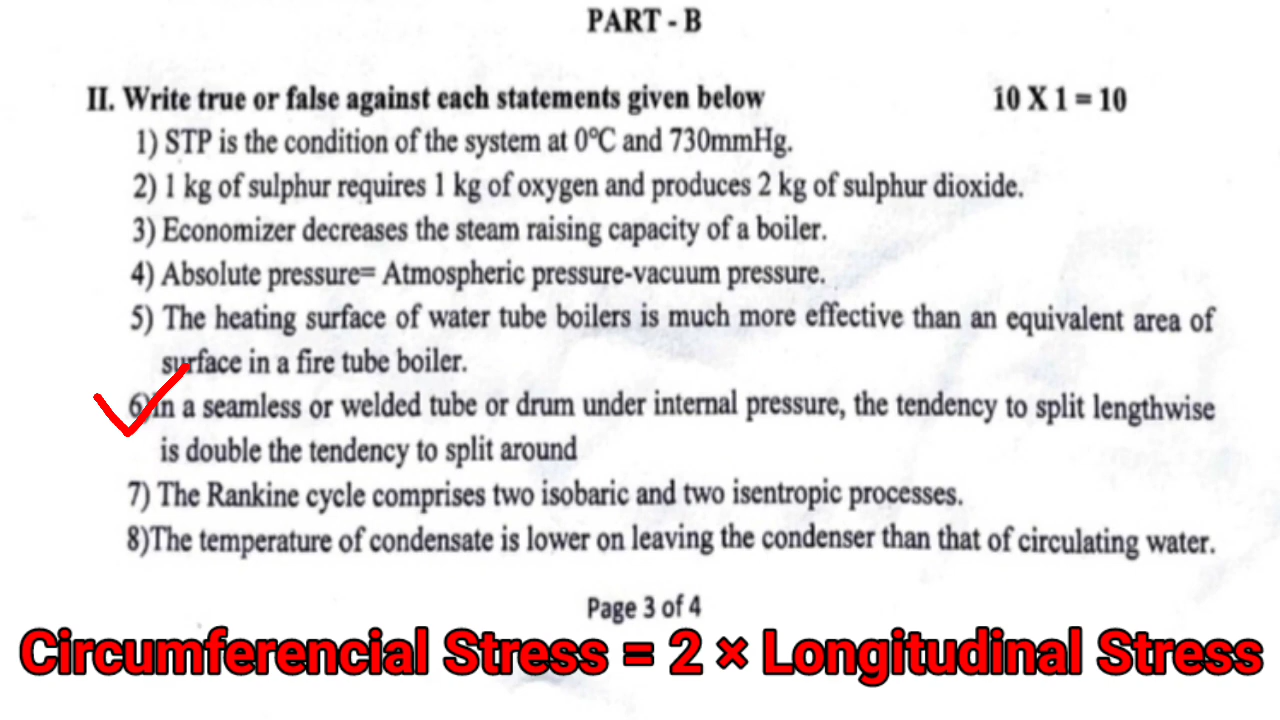 PART - B
II. Write true or false against each statements given below 10 X 1 = 10
1) STP is the condition of the system at 0°C and 730mmHg.
2) 1 kg of sulphur requires 1 kg of oxygen and produces 2 kg of sulphur dioxide.
3) Economizer decreases the steam raising capacity of a boiler.
4) Absolute pressure= Atmospheric pressure-vacuum pressure.
5) The heating surface of water tube boilers is much more effective than an equivalent area of
surface in a fire tube boiler.
6)In a seamless or welded tube or drum under internal pressure, the tendency to split lengthwise
is double the tendency to split around
7) The Rankine cycle comprises two isobaric and two isentropic processes.
8)The temperature of condensate is lower on leaving the condenser than that of circulating water.
Page 3 of 4
Circumferencial Stress = 2 × Longitudinal Stress